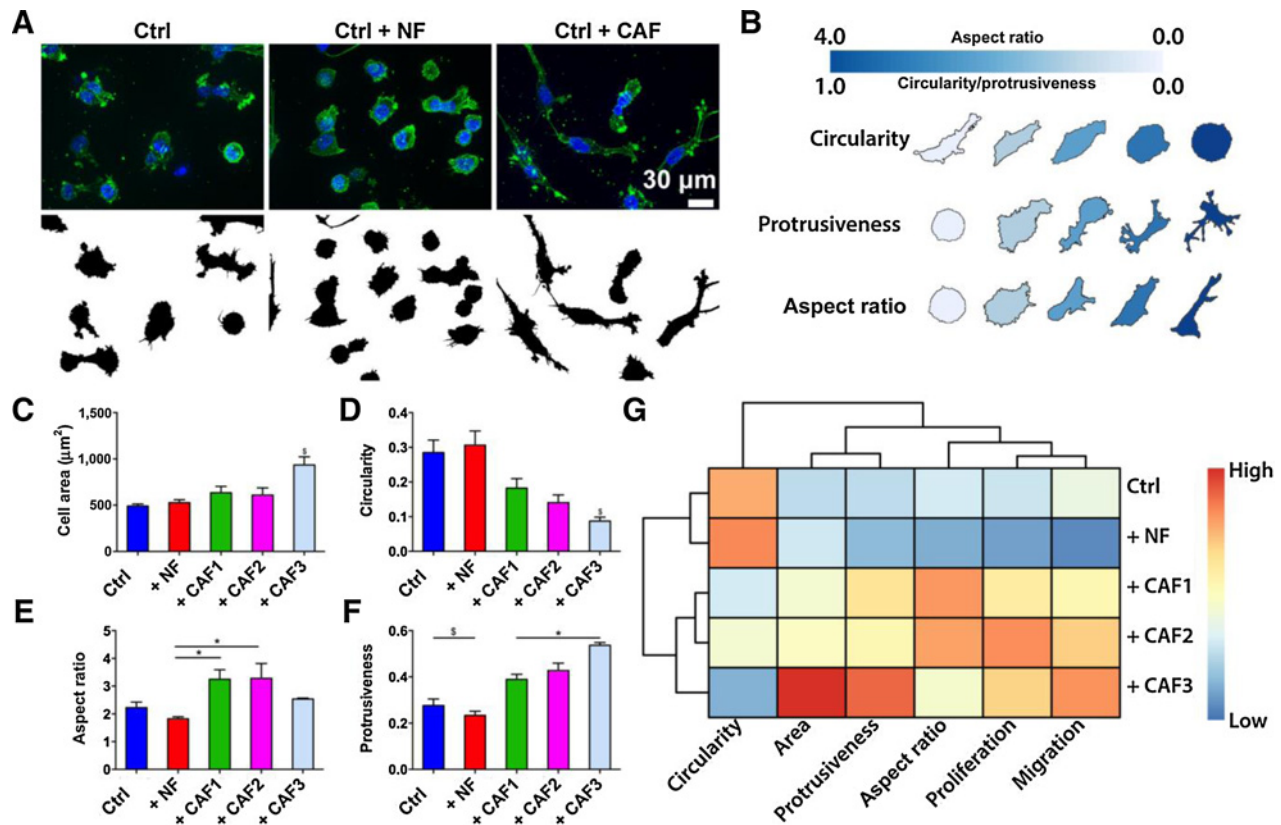 A
Ctrl
Ctrl + NF
Ctrl + CAF
30 µm
B
4.0 Aspect ratio 0.0
1.0 Circularity/protrusiveness 0.0
Circularity
Protrusiveness
Aspect ratio
C
Cell area (µm²)
1,500
1,000
500
0
$
Ctrl
+ NF
+ CAF1
+ CAF2
+ CAF3
D
Circularity
0.4
0.3
0.2
0.1
0.0
$
Ctrl
+ NF
+ CAF1
+ CAF2
+ CAF3
E
Aspect ratio
5
4
3
2
1
0
*
*
Ctrl
+ NF
+ CAF1
+ CAF2
+ CAF3
F
Protrusiveness
0.6
0.4
0.2
0.0
$
*
Ctrl
+ NF
+ CAF1
+ CAF2
+ CAF3
G
Ctrl
+ NF
+ CAF1
+ CAF2
+ CAF3
Circularity
Area
Protrusiveness
Aspect ratio
Proliferation
Migration
High
Low